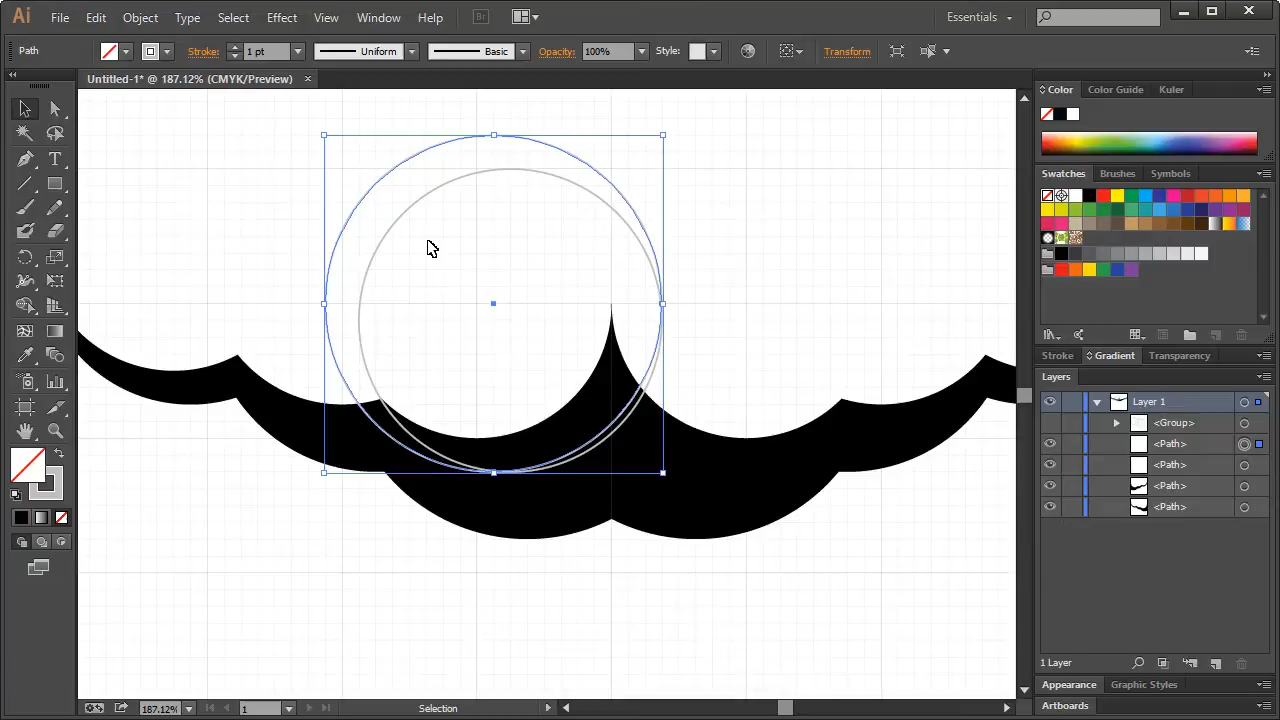 Ai File Edit Object Type Select Effect View Window Help Br Essentials
Path Stroke: 1 pt Uniform Basic Opacity: 100% Style: Transform
Untitled-1* @ 187.12% (CMYK/Preview) ×
Color Color Guide Kuler
Swatches Brushes Symbols
Stroke Gradient Transparency
Layers
Layer 1
<Group>
<Path>
<Path>
<Path>
<Path>
1 Layer
Appearance Graphic Styles
Artboards
187.12% 1 Selection